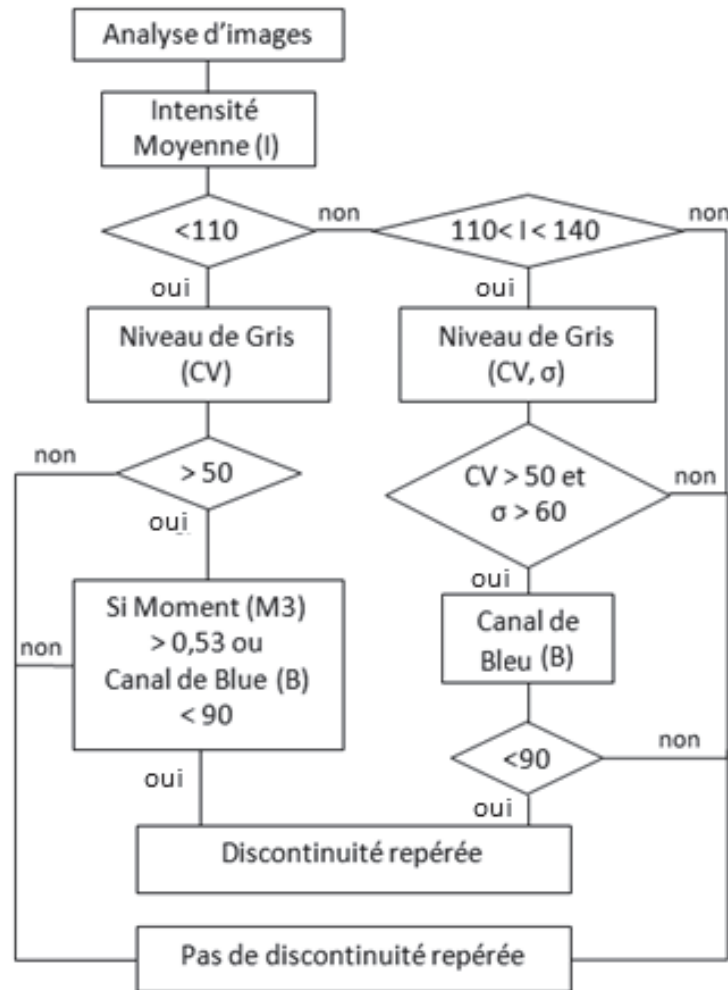 Analyse d'images
Intensité
Moyenne (I)
<110
non
110< I < 140
non
oui
oui
Niveau de Gris
(CV)
Niveau de Gris
(CV, σ)
non
> 50
CV > 50 et
σ > 60
non
oui
oui
Si Moment (M3)
> 0,53 ou
Canal de Blue (B)
< 90
non
Canal de
Bleu (B)
<90
non
oui
oui
Discontinuité repérée
Pas de discontinuité repérée